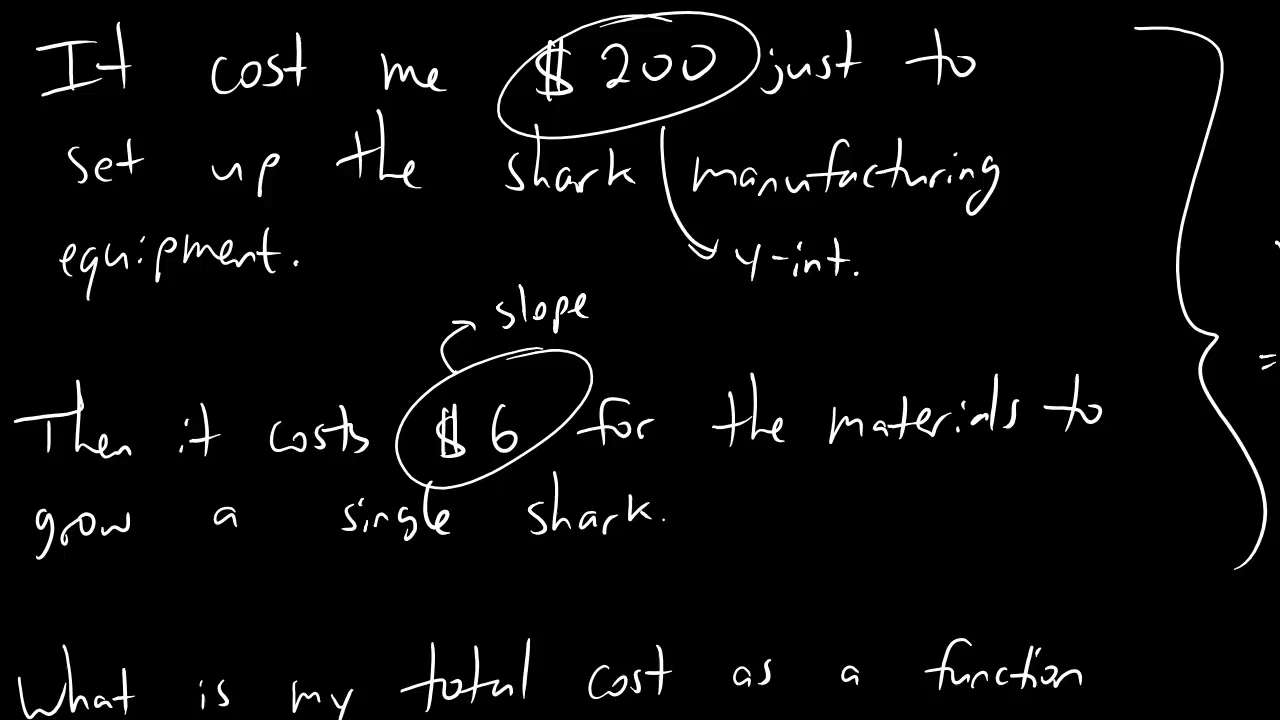 It cost me $200 just to
set up the shark manufacturing
equipment.
y-int.
slope
Then it costs $6 for the materials to
grow a single shark.
What is my total cost as a function
=